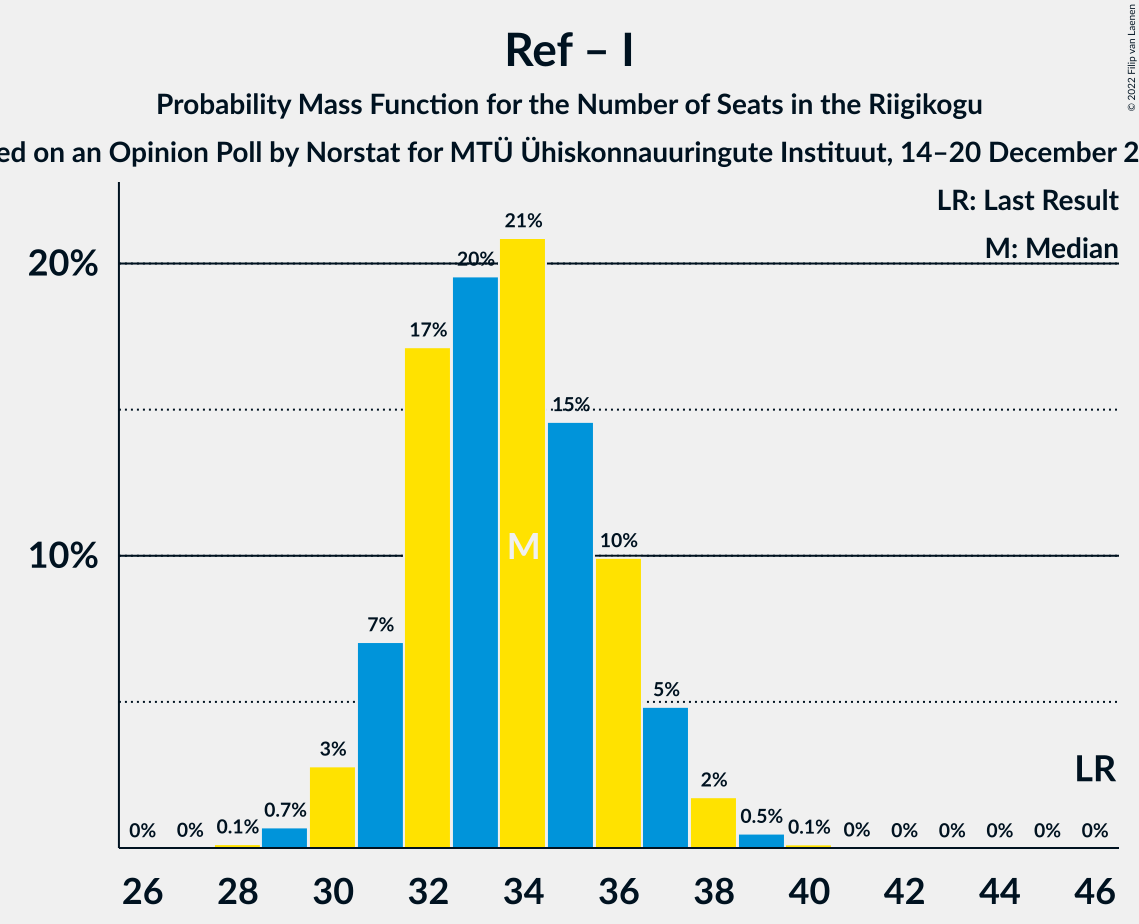 Ref – I
Probability Mass Function for the Number of Seats in the Riigikogu
ed on an Opinion Poll by Norstat for MTÜ Ühiskonnauuringute Instituut, 14–20 December 2
© 2022 Filip van Laenen
LR: Last Result
M: Median
20%
10%
0%
0%
0.1%
0.7%
3%
7%
17%
20%
21%
15%
10%
5%
2%
0.5%
0.1%
0%
0%
0%
0%
0%
0%
M
LR
26 28 30 32 34 36 38 40 42 44 46